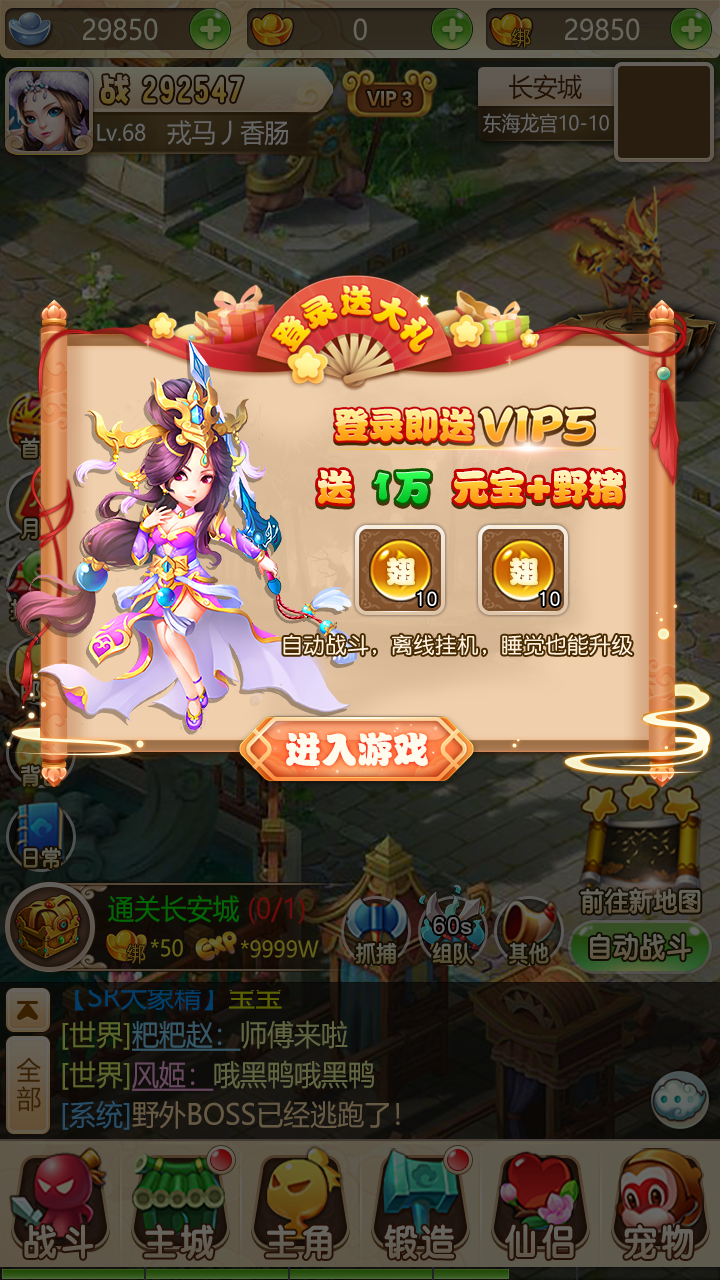 29850
0
绑
29850
战 292547
VIP 3
长安城
Lv.68 戎马丿香肠
东海龙宫10-10
登录送大礼
登录即送VIP5
送 1万 元宝+野猪
翅 10
翅 10
自动战斗，离线挂机，睡觉也能升级
进入游戏
首
月
背
日常
前往新地图
通关长安城 (0/1)
绑 *50 EXP *9999W
抓捕
60s
组队
其他
自动战斗
【SR大象精】宝宝
[世界]粑粑赵：师傅来啦
[世界]风姬：哦黑鸭哦黑鸭
[系统]野外BOSS已经逃跑了！
全部
战斗
主城
主角
锻造
仙侣
宠物